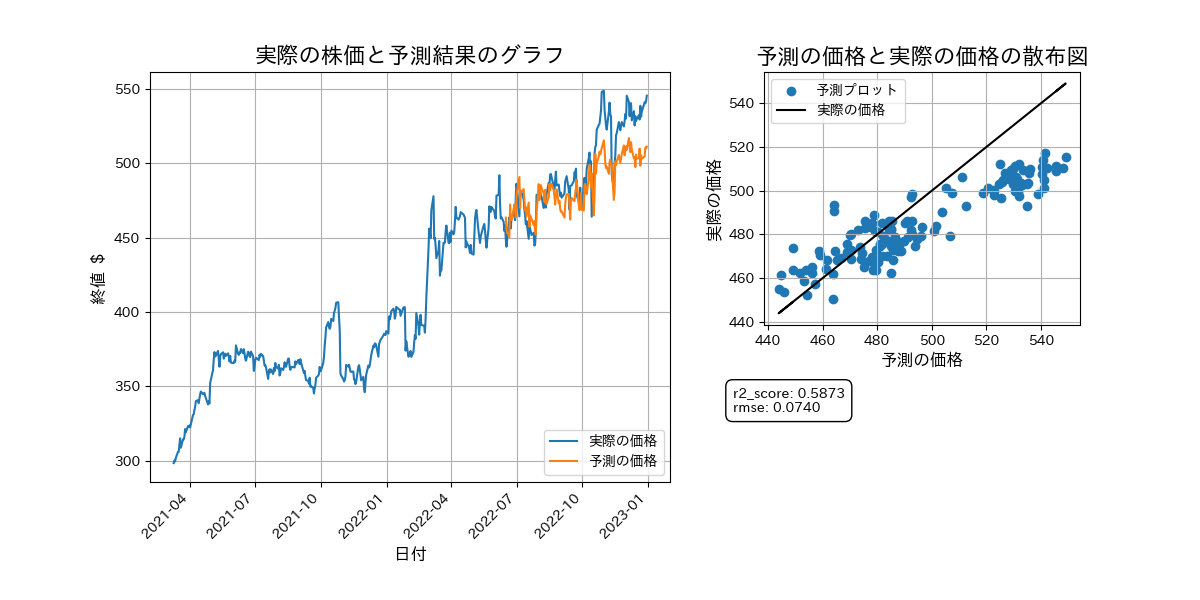 実際の株価と予測結果のグラフ
550
500
450
400
350
300
終値 $
実際の価格
予測の価格
2021-04
2021-07
2021-10
2022-01
2022-04
2022-07
2022-10
2023-01
日付
予測の価格と実際の価格の散布図
予測プロット
実際の価格
540
520
500
480
460
440
実際の価格
440
460
480
500
520
540
予測の価格
r2_score: 0.5873
rmse: 0.0740